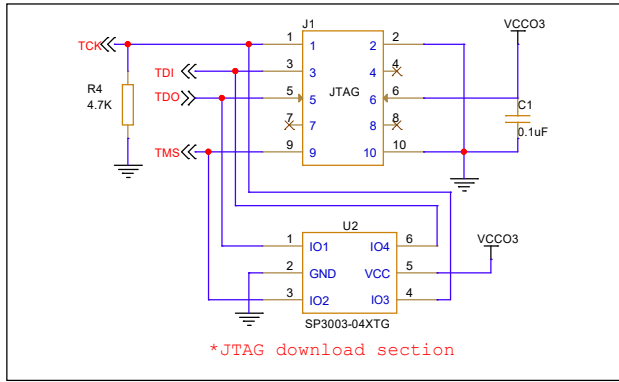 J1
VCCO3
TCK
1 1 2 2
TDI
3 3 4 4
R4
4.7K
TDO
5 5 JTAG 6 6
C1
0.1uF
7 7 8 8
TMS
9 9 10 10
U2
VCCO3
1 IO1 IO4 6
2 GND VCC 5
3 IO2 IO3 4
SP3003-04XTG
*JTAG download section